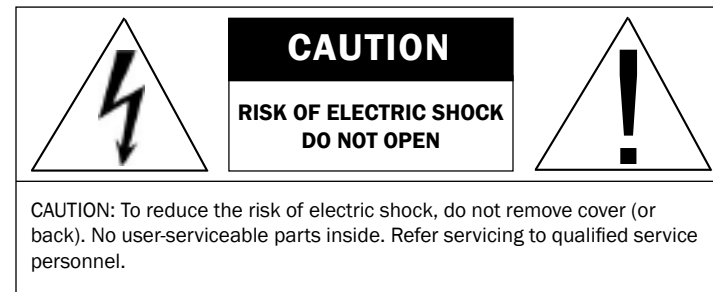 CAUTION
RISK OF ELECTRIC SHOCK
DO NOT OPEN
!
CAUTION: To reduce the risk of electric shock, do not remove cover (or
back). No user-serviceable parts inside. Refer servicing to qualified service
personnel.